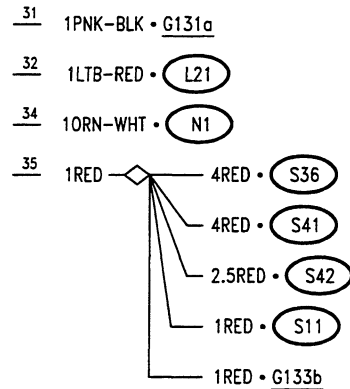 31 1PNK-BLK • G131a
32 1LTB-RED • L21
34 1ORN-WHT • N1
35 1RED 4RED • S36
4RED • S41
2.5RED • S42
1RED • S11
1RED • G133b